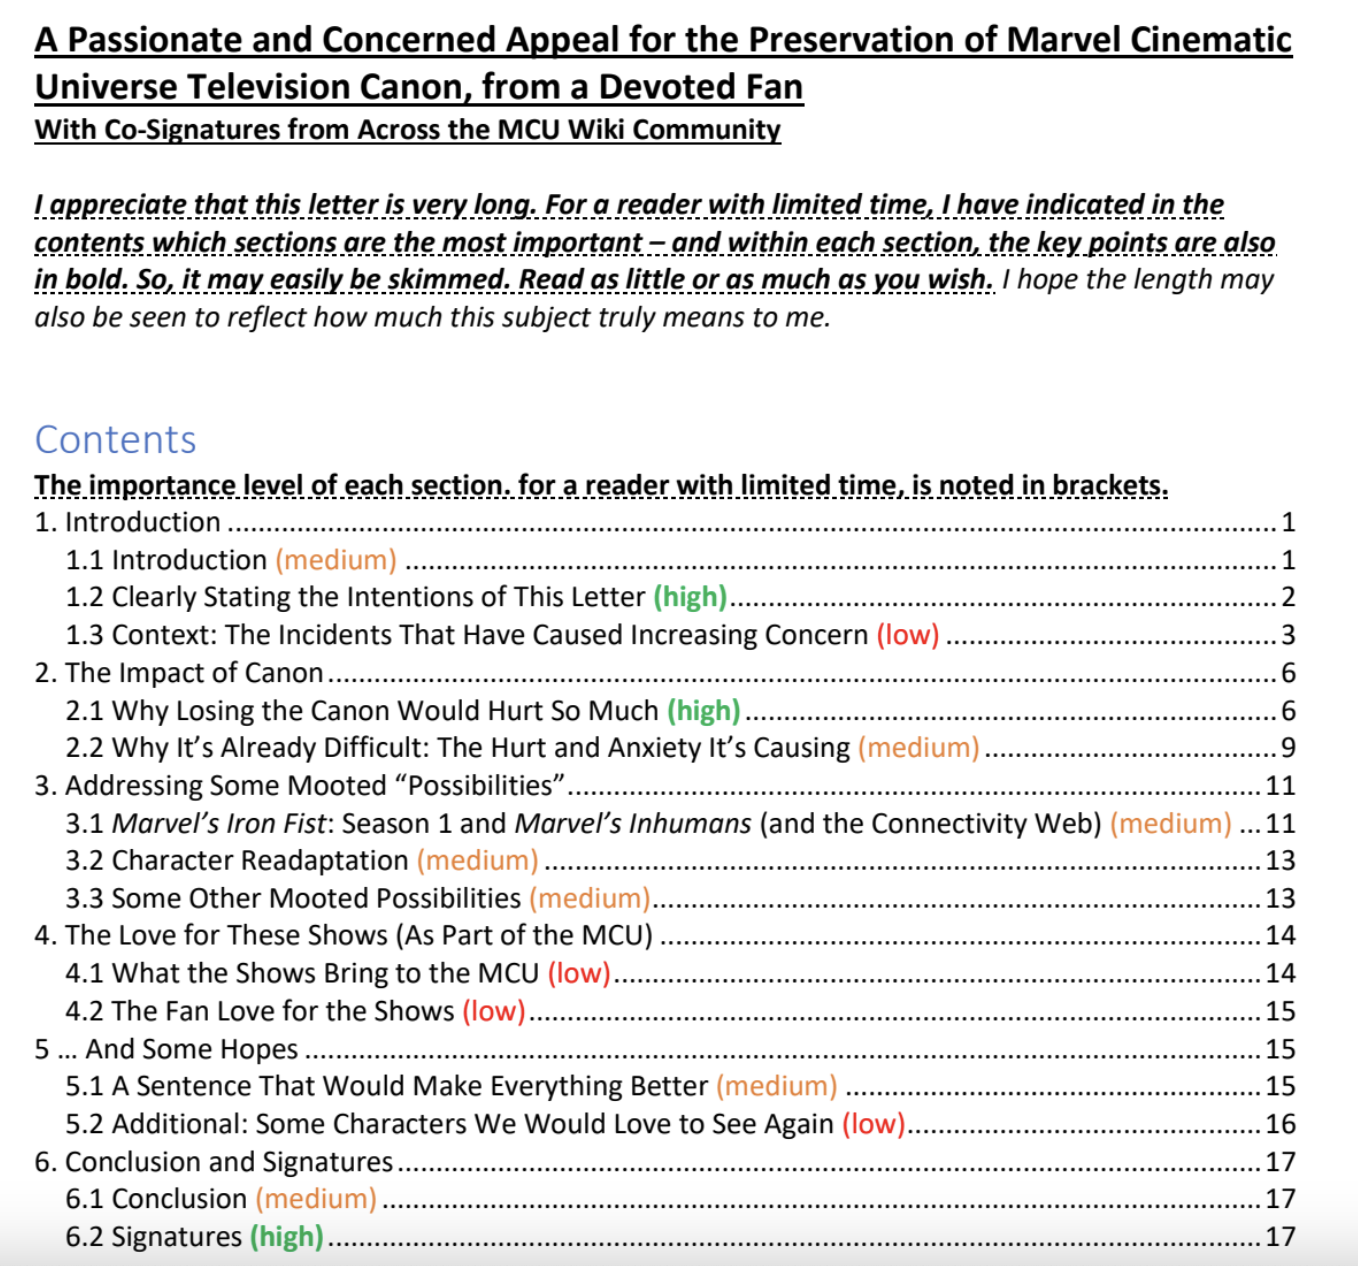 A Passionate and Concerned Appeal for the Preservation of Marvel Cinematic
Universe Television Canon, from a Devoted Fan
With Co-Signatures from Across the MCU Wiki Community
I appreciate that this letter is very long. For a reader with limited time, I have indicated in the
contents which sections are the most important – and within each section, the key points are also
in bold. So, it may easily be skimmed. Read as little or as much as you wish. I hope the length may
also be seen to reflect how much this subject truly means to me.
Contents
The importance level of each section. for a reader with limited time, is noted in brackets.
1. Introduction ........ 1
1.1 Introduction (medium) ........ 1
1.2 Clearly Stating the Intentions of This Letter (high) ........ 2
1.3 Context: The Incidents That Have Caused Increasing Concern (low) ........ 3
2. The Impact of Canon ........ 6
2.1 Why Losing the Canon Would Hurt So Much (high) ........ 6
2.2 Why It’s Already Difficult: The Hurt and Anxiety It’s Causing (medium) ........ 9
3. Addressing Some Mooted “Possibilities” ........ 11
3.1 Marvel’s Iron Fist: Season 1 and Marvel’s Inhumans (and the Connectivity Web) (medium) ... 11
3.2 Character Readaptation (medium) ........ 13
3.3 Some Other Mooted Possibilities (medium) ........ 13
4. The Love for These Shows (As Part of the MCU) ........ 14
4.1 What the Shows Bring to the MCU (low) ........ 14
4.2 The Fan Love for the Shows (low) ........ 15
5 ... And Some Hopes ........ 15
5.1 A Sentence That Would Make Everything Better (medium) ........ 15
5.2 Additional: Some Characters We Would Love to See Again (low) ........ 16
6. Conclusion and Signatures ........ 17
6.1 Conclusion (medium) ........ 17
6.2 Signatures (high) ........ 17